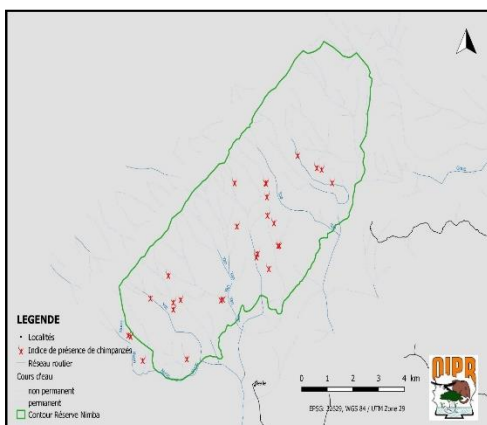 LEGENDE
Localités
Indice de présence de chimpanzés
Réseau routier
Cours d'eau
non permanent
permanent
Contour Réserve Nimba
0 1 2 3 4 km
EPSG: 32629, WGS 84 / UTM Zone 29
OIPR